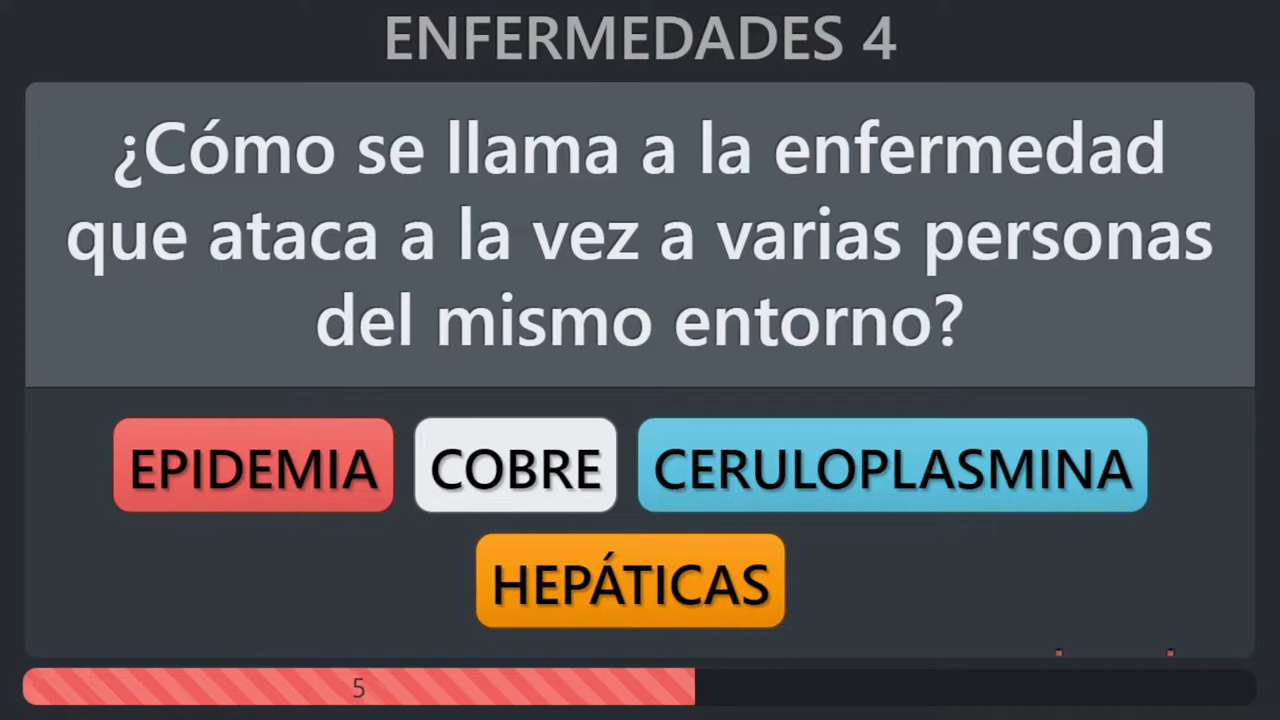 ENFERMEDADES 4
¿Cómo se llama a la enfermedad
que ataca a la vez a varias personas
del mismo entorno?
EPIDEMIA COBRE CERULOPLASMINA
HEPÁTICAS
5